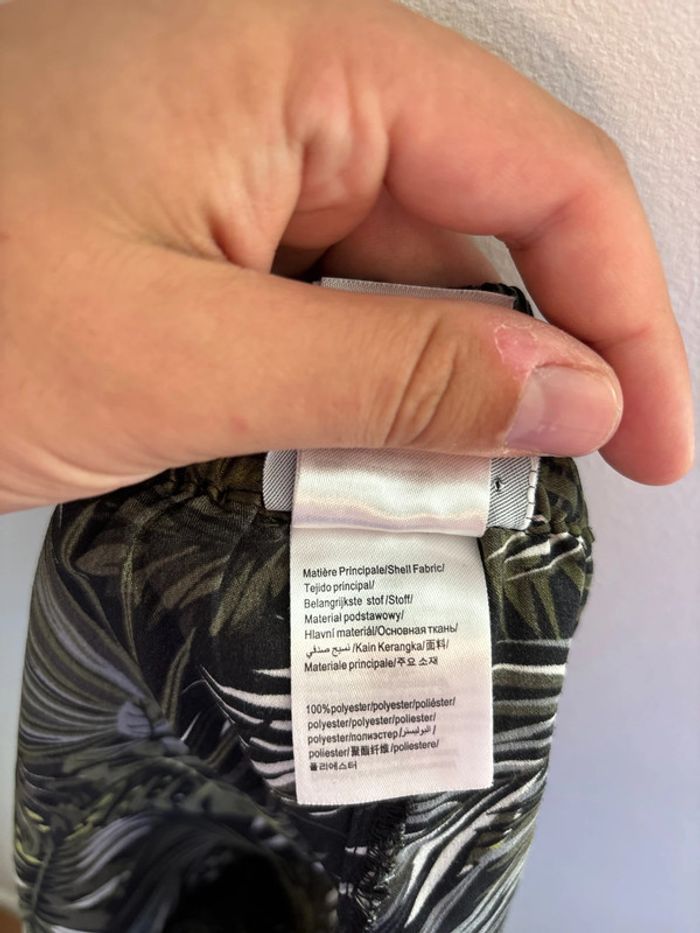 Matière Principale/Shell Fabric/
Tejido principal/
Belangrijkste stof/Stoff/
Materiał podstawowy/
Hlavní materiál/Основная ткань/
نسيج صدفي/Kain Kerangka/面料/
Materiale principale/주요 소재
100%polyester/polyester/poliéster/
polyester/polyester/poliester/
polyester/полиэстер/البوليستر/
poliester/聚酯纤维/poliestere/
폴리에스터